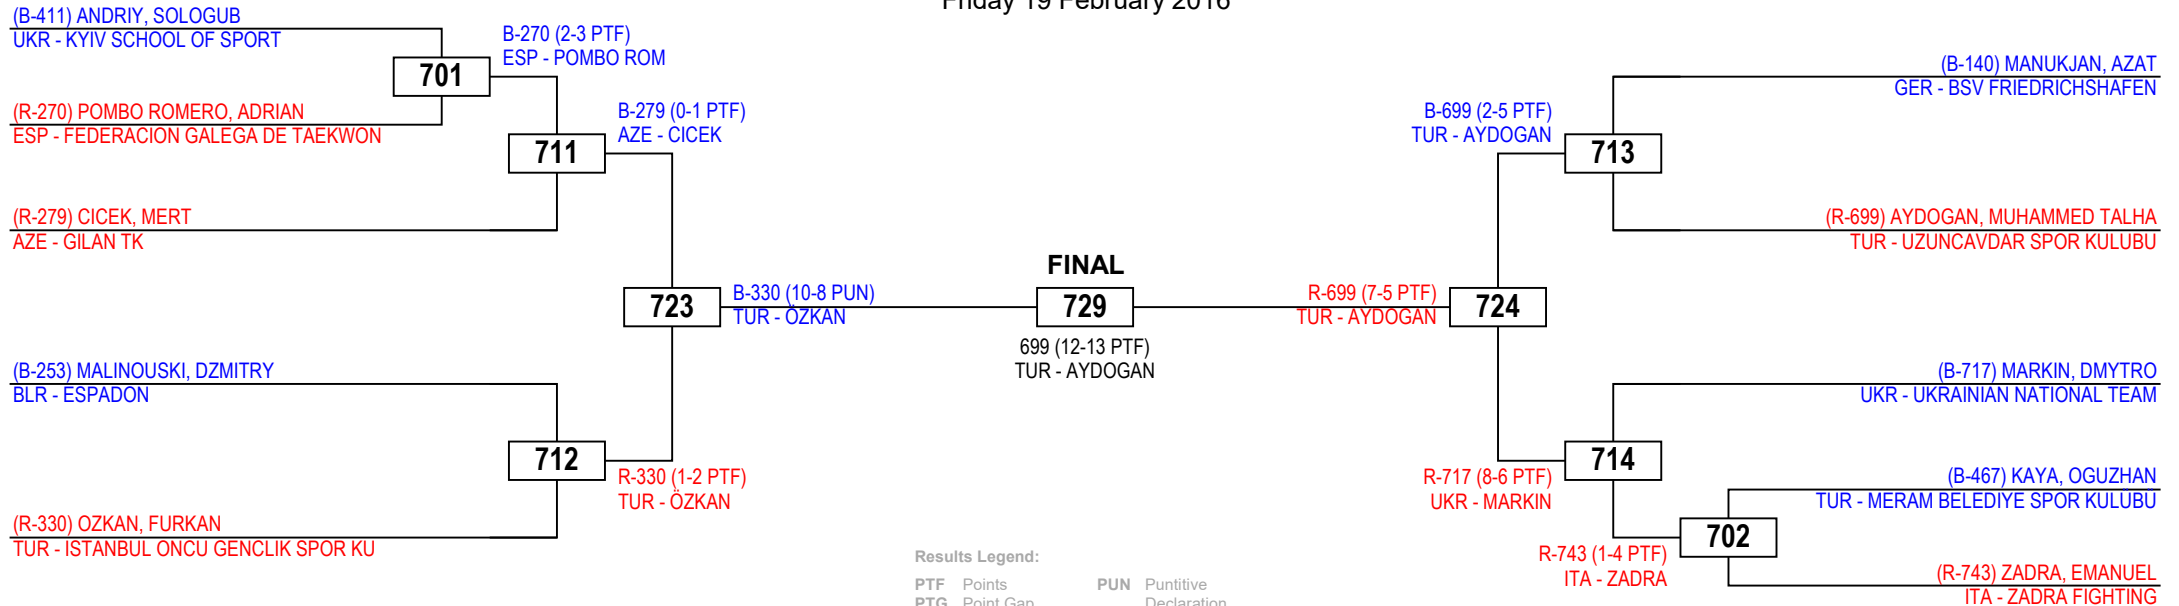 Friday 19 February 2016
(B-411) ANDRIY, SOLOGUB
UKR - KYIV SCHOOL OF SPORT
701
(R-270) POMBO ROMERO, ADRIAN
ESP - FEDERACION GALEGA DE TAEKWON
B-270 (2-3 PTF)
ESP - POMBO ROM
711
(R-279) CICEK, MERT
AZE - GILAN TK
B-279 (0-1 PTF)
AZE - CICEK
723
B-330 (10-8 PUN)
TUR - ÖZKAN
(B-253) MALINOUSKI, DZMITRY
BLR - ESPADON
712
R-330 (1-2 PTF)
TUR - ÖZKAN
(R-330) OZKAN, FURKAN
TUR - ISTANBUL ONCU GENCLIK SPOR KU
FINAL
729
699 (12-13 PTF)
TUR - AYDOGAN
(B-140) MANUKJAN, AZAT
GER - BSV FRIEDRICHSHAFEN
B-699 (2-5 PTF)
TUR - AYDOGAN
713
(R-699) AYDOGAN, MUHAMMED TALHA
TUR - UZUNCAVDAR SPOR KULUBU
R-699 (7-5 PTF)
TUR - AYDOGAN
724
(B-717) MARKIN, DMYTRO
UKR - UKRAINIAN NATIONAL TEAM
714
R-717 (8-6 PTF)
UKR - MARKIN
(B-467) KAYA, OGUZHAN
TUR - MERAM BELEDIYE SPOR KULUBU
702
R-743 (1-4 PTF)
ITA - ZADRA
(R-743) ZADRA, EMANUEL
ITA - ZADRA FIGHTING
Results Legend:
PTF Points PUN Puntitive
PTG Point Gap Declaration